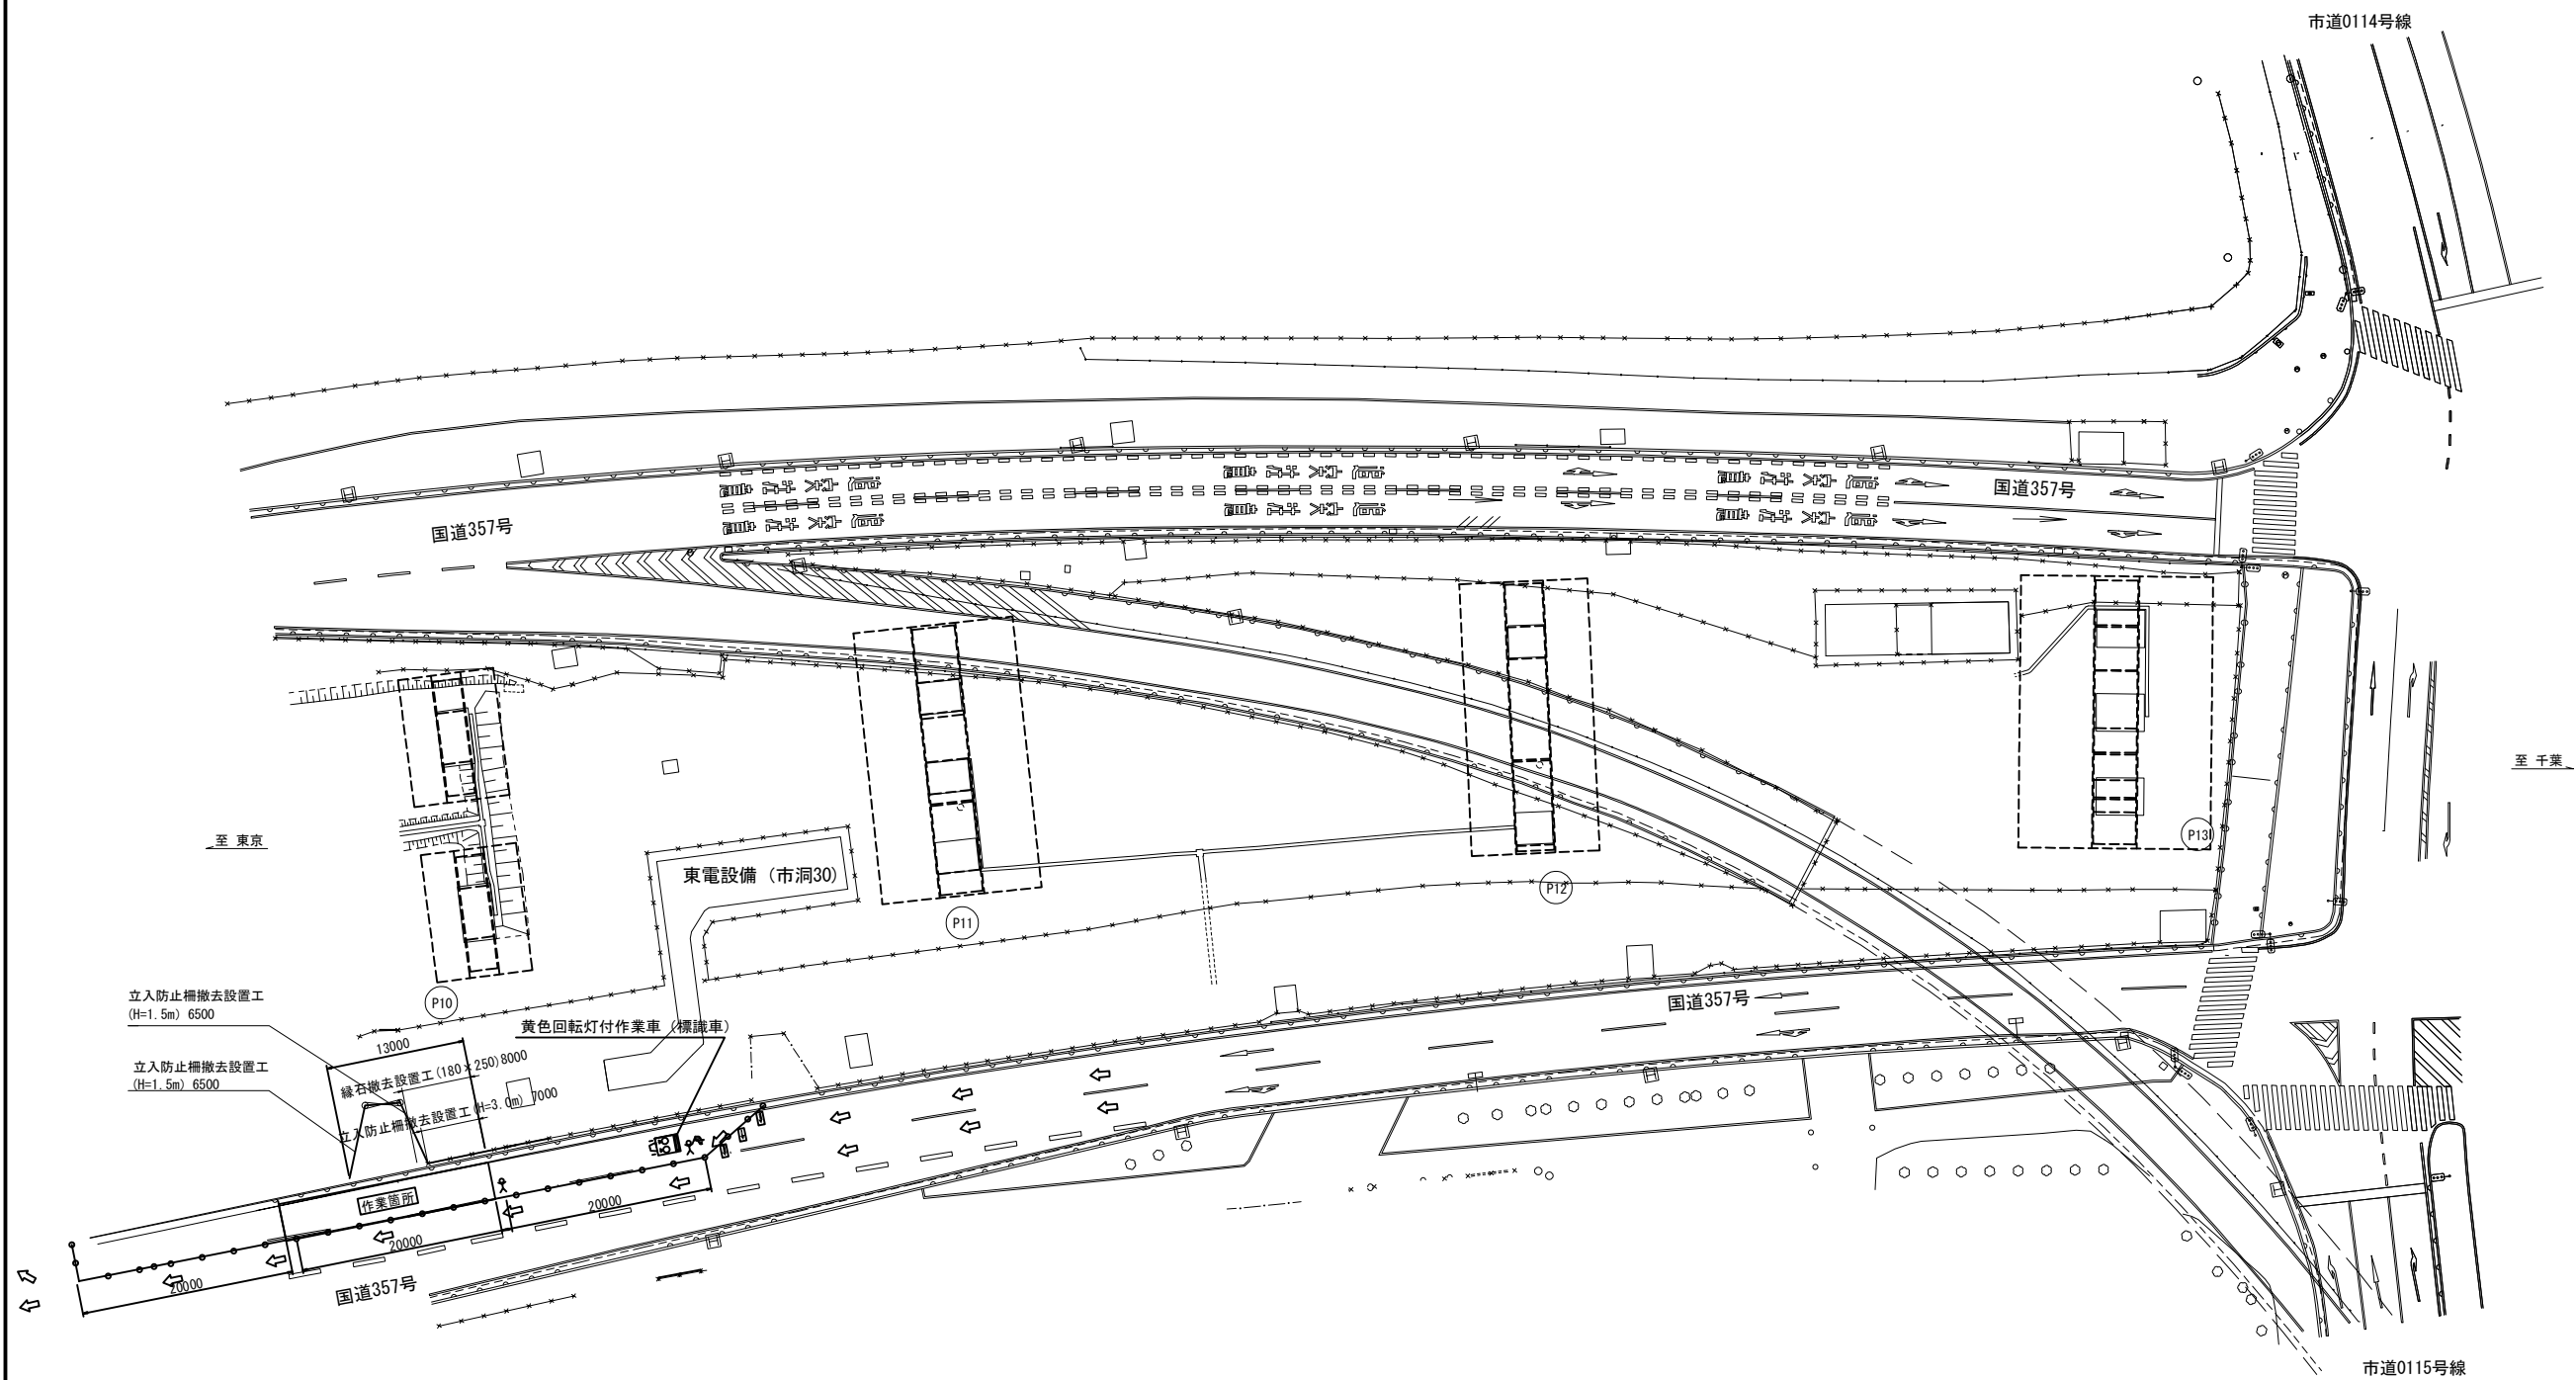 市道0114号線
国道357号
国道357号
至 千葉
至 東京
東電設備（市洞30）
P13
P12
P11
P10
立入防止柵撤去設置工
(H=1.5m) 6500
国道357号
黄色回転灯付作業車（標識車）
13000
立入防止柵撤去設置工
(H=1.5m) 6500
縁石撤去設置工(180×250)8000
立入防止柵撤去設置工(H=3.0m) 7000
作業箇所
20000
20000
20000
国道357号
市道0115号線